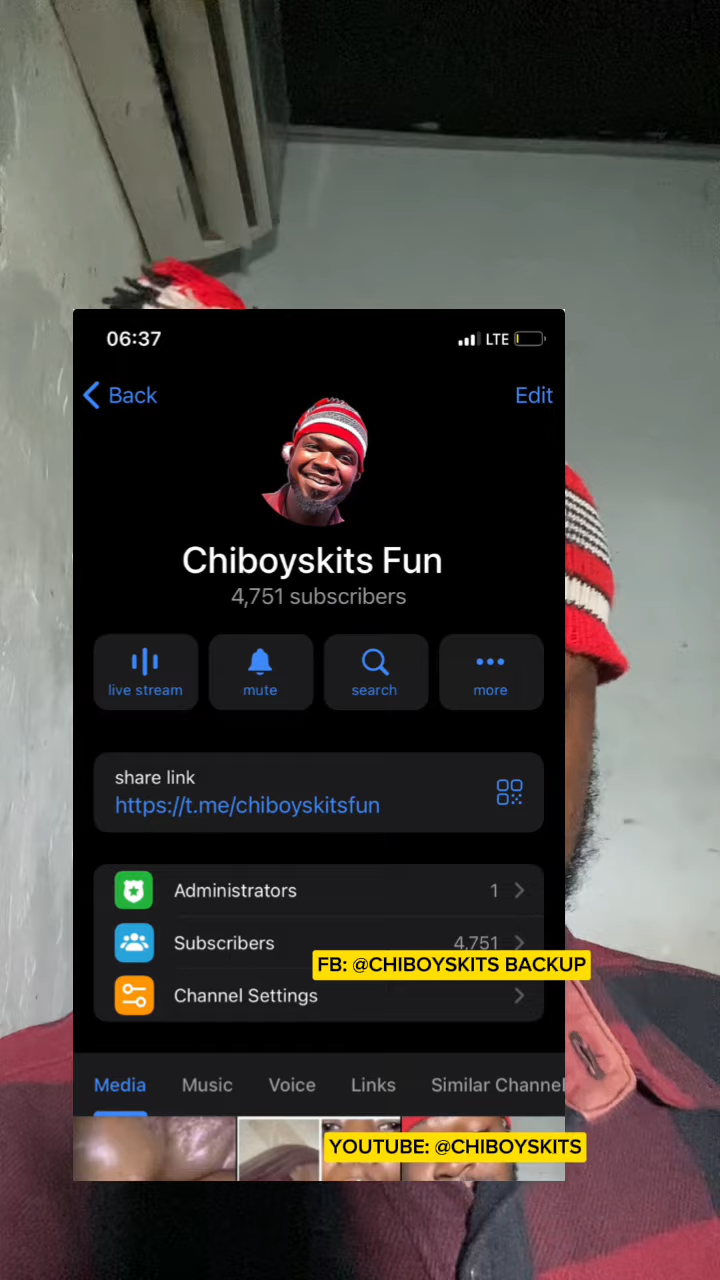 06:37
LTE
Back
Edit
Chiboyskits Fun
4,751 subscribers
live stream
mute
search
more
share link
https://t.me/chiboyskitsfun
Administrators 1
Subscribers 4,751
FB: @CHIBOYSKITS BACKUP
Channel Settings
Media Music Voice Links Similar Channel
YOUTUBE: @CHIBOYSKITS